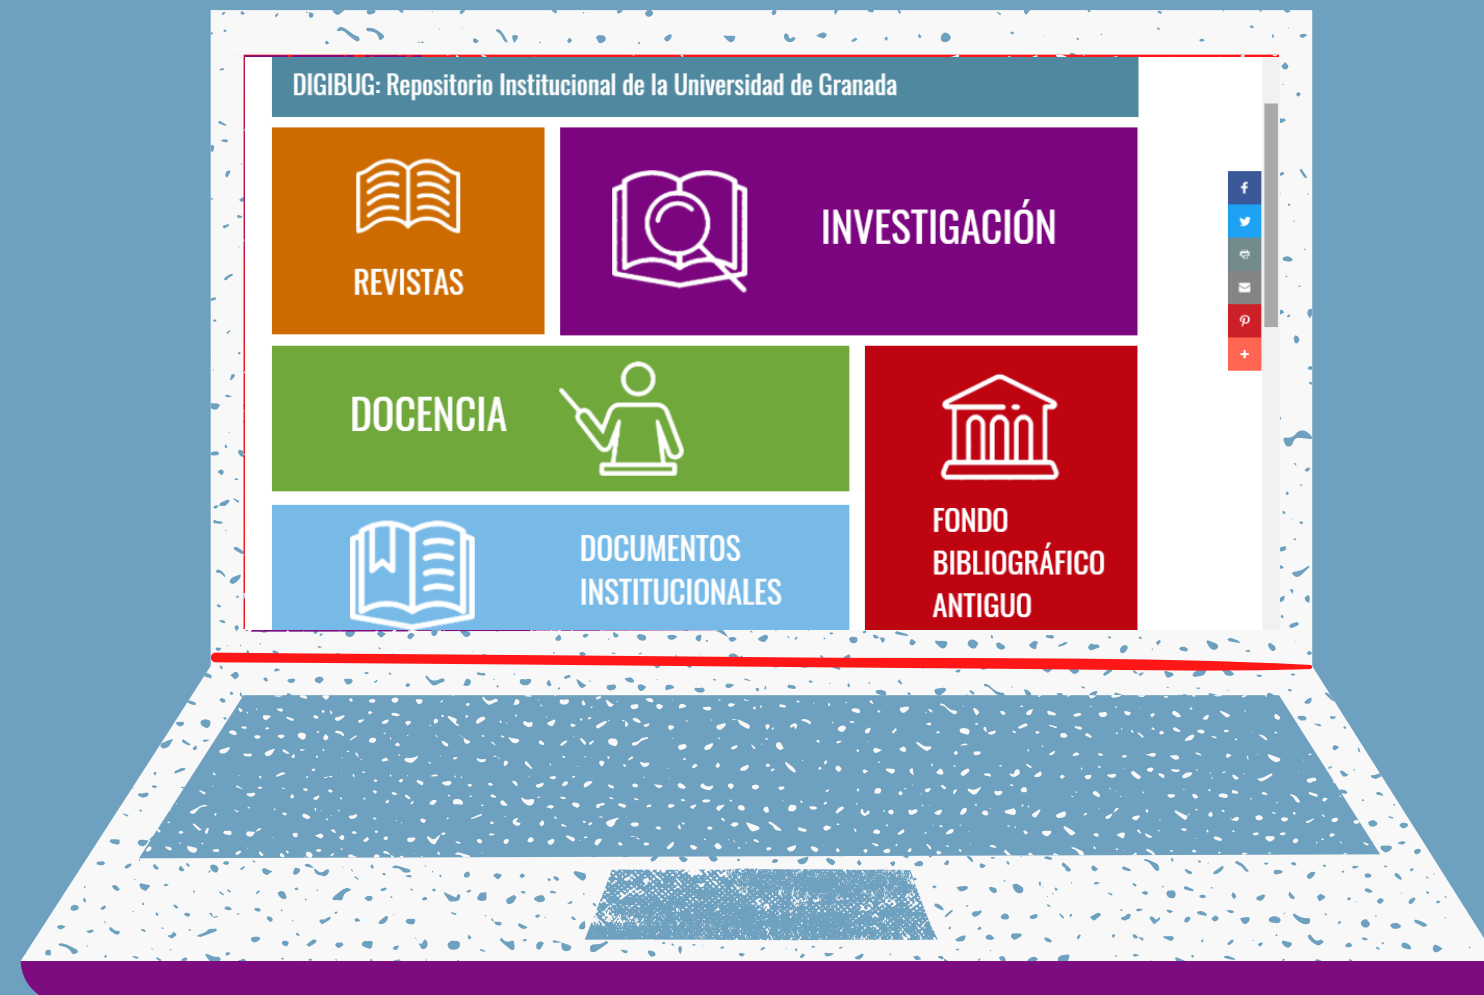 DIGIBUG: Repositorio Institucional de la Universidad de Granada
REVISTAS
INVESTIGACIÓN
DOCENCIA
DOCUMENTOS
INSTITUCIONALES
FONDO
BIBLIOGRÁFICO
ANTIGUO